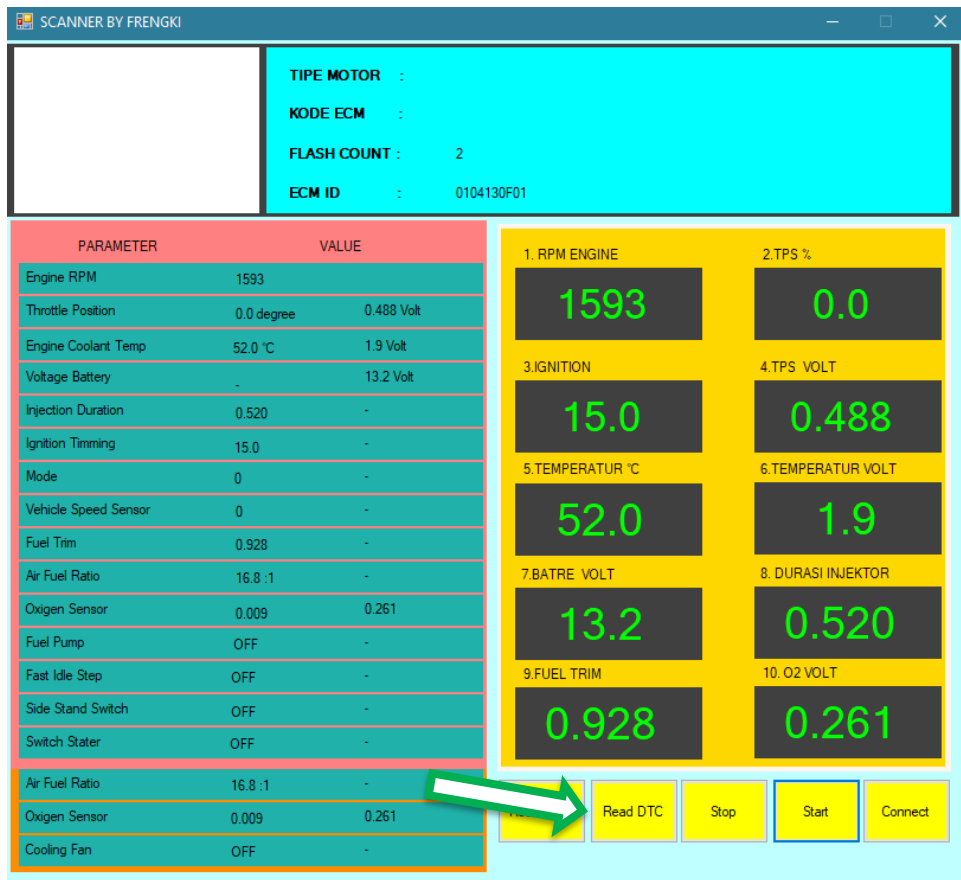 SCANNER BY FRENGKI
TIPE MOTOR :
KODE ECM :
FLASH COUNT : 2
ECM ID : 0104130F01
PARAMETER VALUE
Engine RPM 1593
Throttle Position 0.0 degree 0.488 Volt
Engine Coolant Temp 52.0 °C 1.9 Volt
Voltage Battery - 13.2 Volt
Injection Duration 0.520 -
Ignition Timming 15.0 -
Mode 0 -
Vehicle Speed Sensor 0 -
Fuel Trim 0.928 -
Air Fuel Ratio 16.8 :1 -
Oxigen Sensor 0.009 0.261
Fuel Pump OFF -
Fast Idle Step OFF -
Side Stand Switch OFF -
Switch Stater OFF -
Air Fuel Ratio 16.8 :1 -
Oxigen Sensor 0.009 0.261
Cooling Fan OFF -
1. RPM ENGINE 2.TPS %
1593 0.0
3.IGNITION 4.TPS VOLT
15.0 0.488
5.TEMPERATUR °C 6.TEMPERATUR VOLT
52.0 1.9
7.BATRE VOLT 8. DURASI INJEKTOR
13.2 0.520
9.FUEL TRIM 10. O2 VOLT
0.928 0.261
Read DTC Stop Start Connect